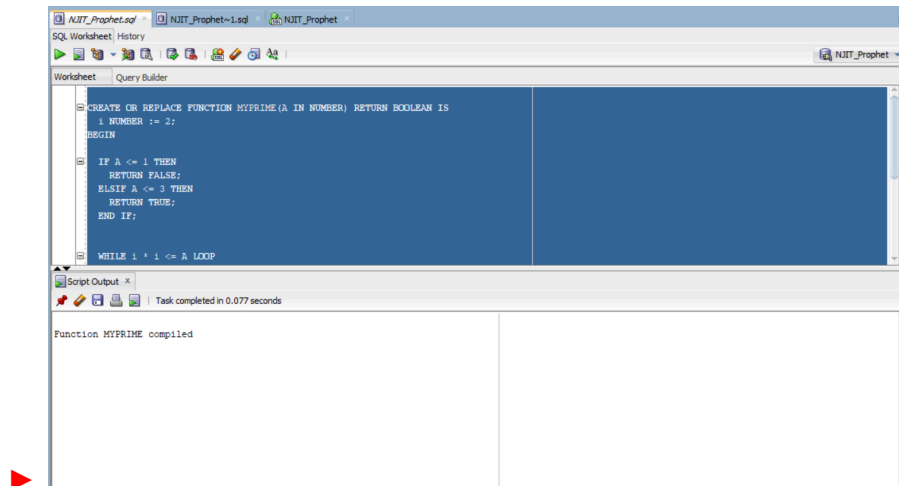 NJIT_Prophet.sql NJIT_Prophet~1.sql NJIT_Prophet
SQL Worksheet History
NJIT_Prophet
Worksheet Query Builder
CREATE OR REPLACE FUNCTION MYPRIME(A IN NUMBER) RETURN BOOLEAN IS
i NUMBER := 2;
BEGIN
IF A <= 1 THEN
RETURN FALSE;
ELSIF A <= 3 THEN
RETURN TRUE;
END IF;
WHILE i * i <= A LOOP
Script Output
Task completed in 0.077 seconds
Function MYPRIME compiled